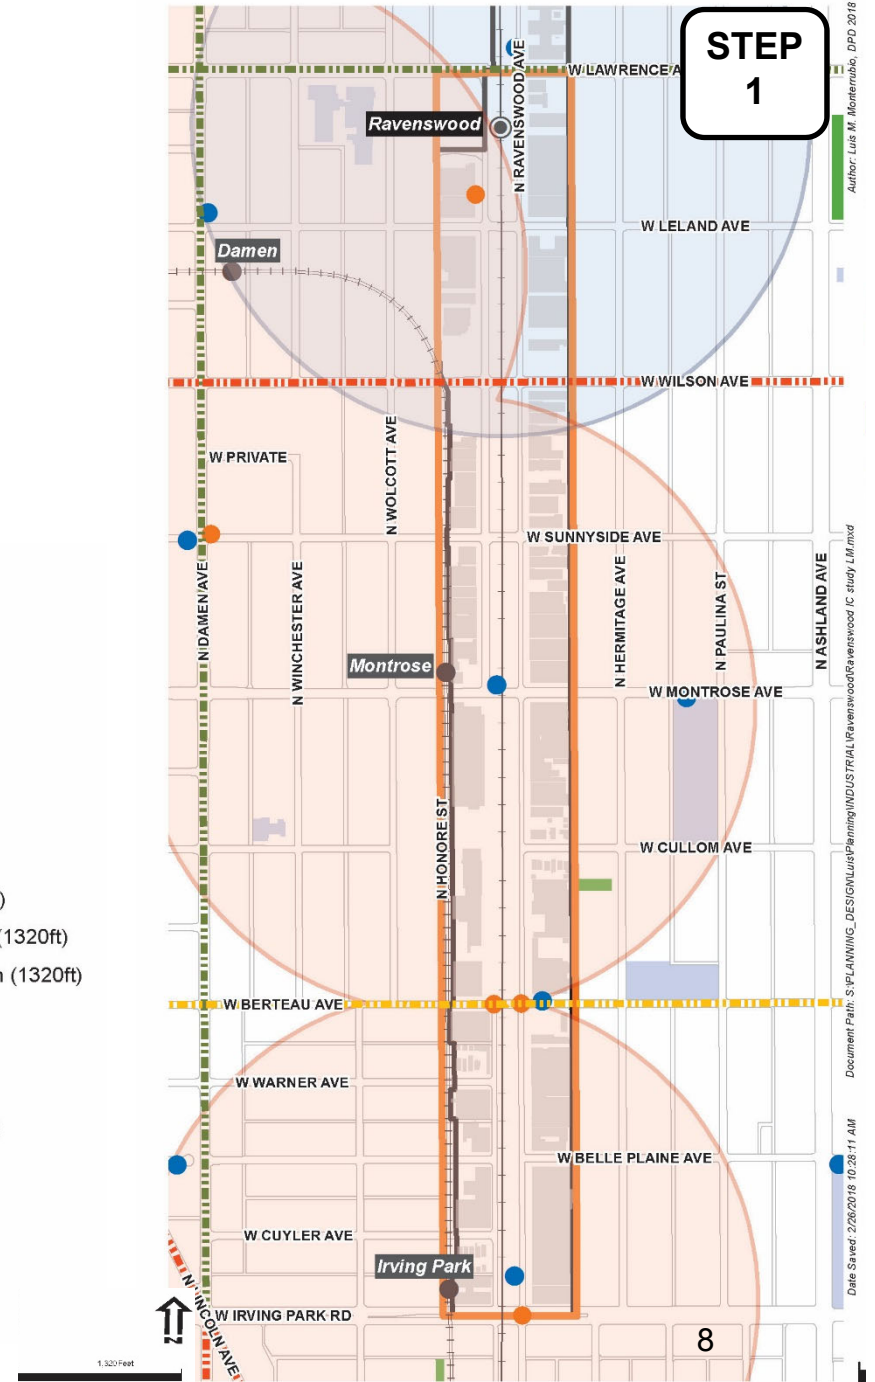 STEP
1
Author: Luis M. Monterrubio, DPD 2018
W LAWRENCE A
N RAVENSWOOD AVE
Ravenswood
W LELAND AVE
Damen
W WILSON AVE
N WOLCOTT AVE
W PRIVATE
W SUNNYSIDE AVE
N DAMEN AVE
N WINCHESTER AVE
N HERMITAGE AVE
N PAULINA ST
N ASHLAND AVE
Montrose
W MONTROSE AVE
N HONORE ST
W CULLOM AVE
)
(1320ft)
n (1320ft)
W BERTEAU AVE
W WARNER AVE
W BELLE PLAINE AVE
W CUYLER AVE
Irving Park
W IRVING PARK RD
N LINCOLN AVE
N
8
1,320 Feet
Document Path: S:\PLANNING_DESIGN\Luis\Planning\INDUSTRIAL\Ravenswood\Ravenswood IC study LM.mxd
Date Saved: 2/26/2018 10:28:11 AM